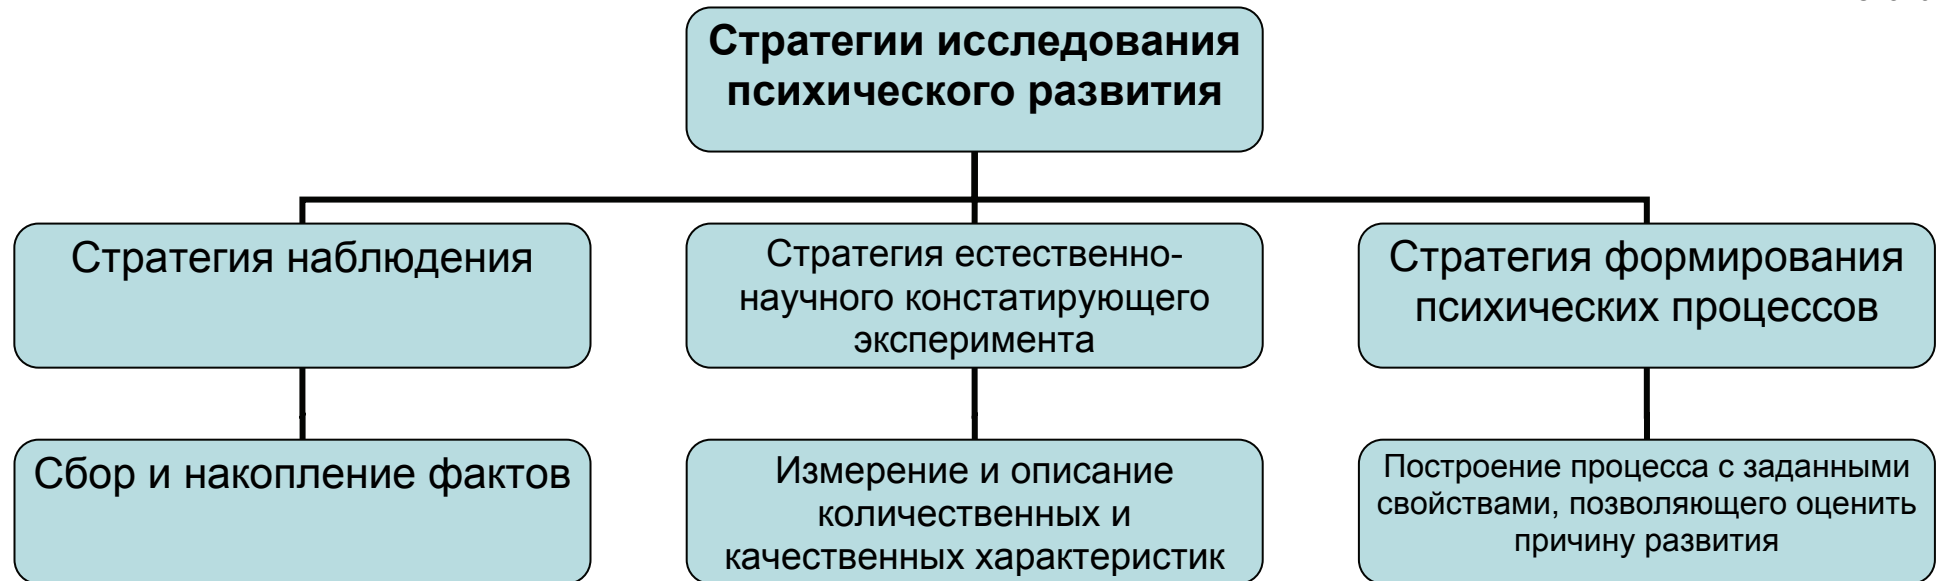 Стратегии исследования
психического развития
Стратегия наблюдения
Стратегия естественно-
научного констатирующего
эксперимента
Стратегия формирования
психических процессов
Сбор и накопление фактов
Измерение и описание
количественных и
качественных характеристик
Построение процесса с заданными
свойствами, позволяющего оценить
причину развития